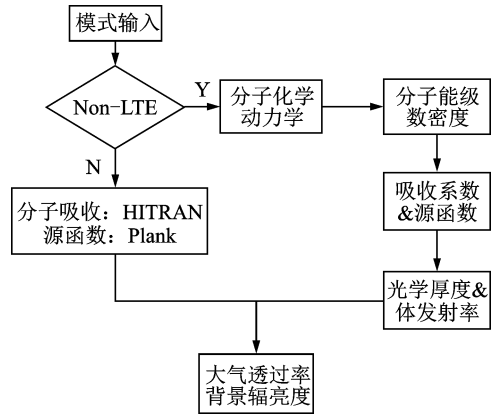 模式输入
Non-LTE
Y
分子化学
动力学
分子能级
数密度
N
分子吸收：HITRAN
源函数：Plank
吸收系数
&源函数
光学厚度&
体发射率
大气透过率
背景辐亮度